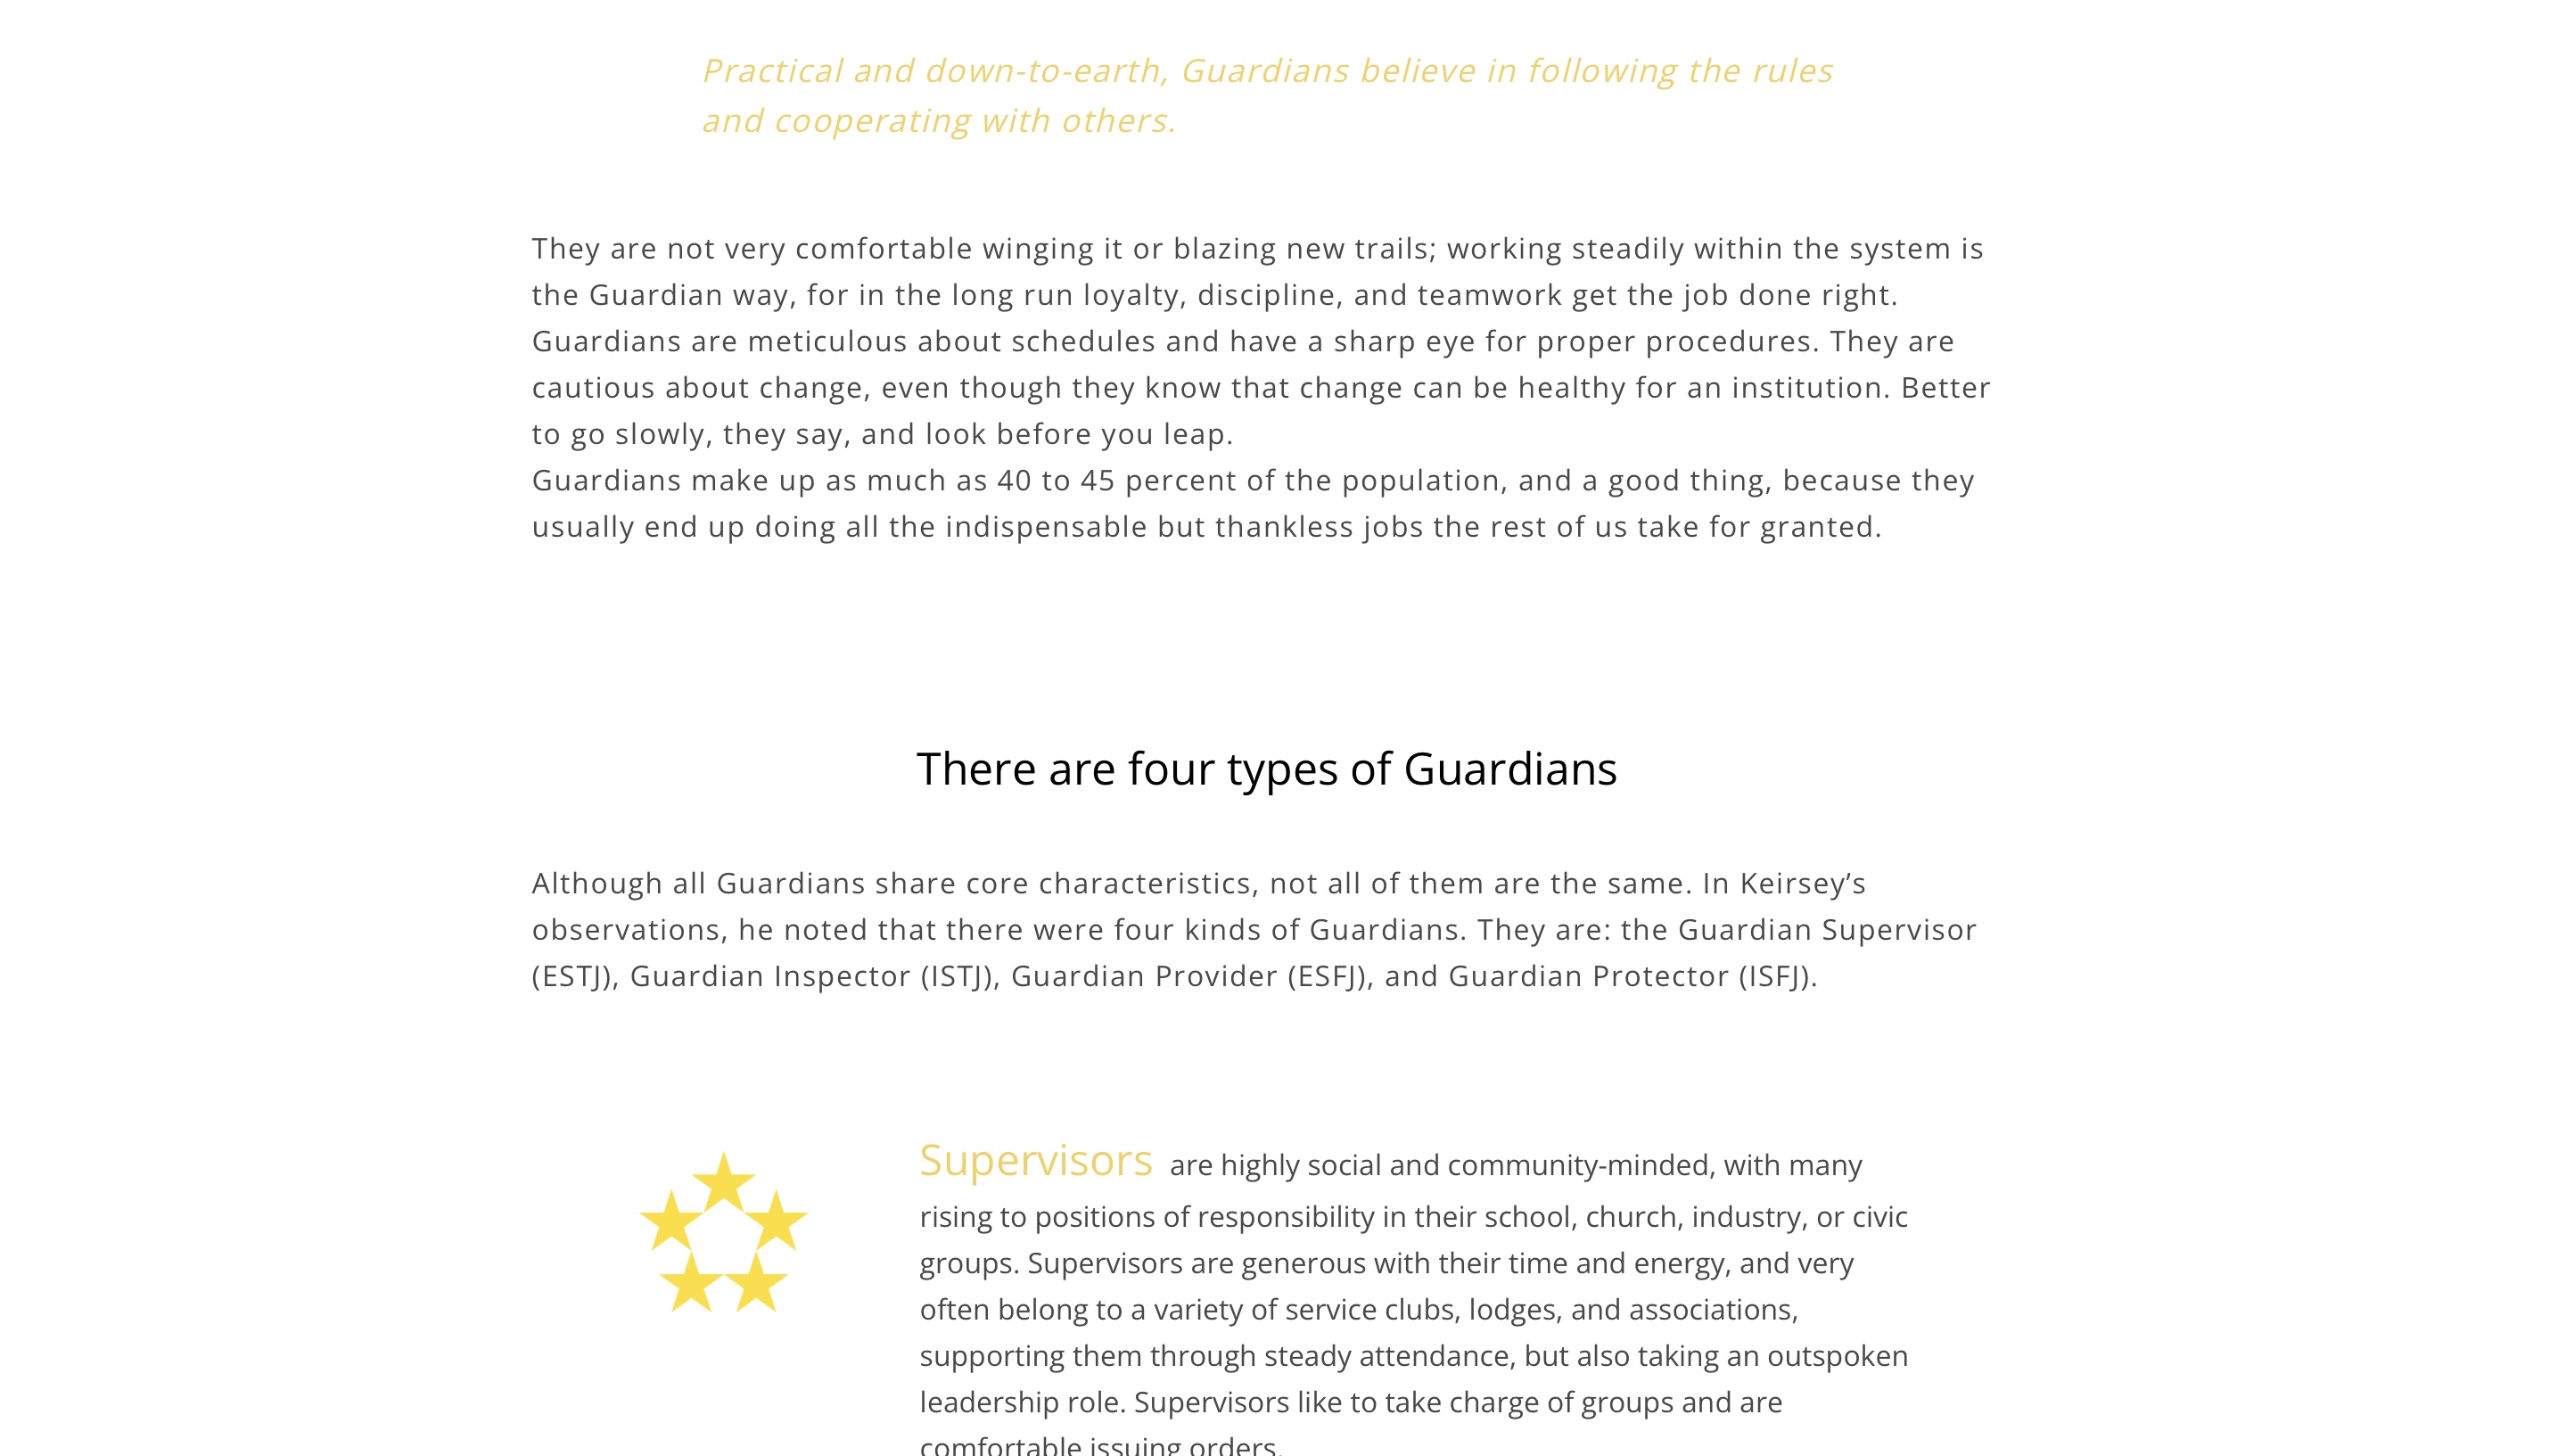 Practical and down-to-earth, Guardians believe in following the rules
and cooperating with others.
They are not very comfortable winging it or blazing new trails; working steadily within the system is
the Guardian way, for in the long run loyalty, discipline, and teamwork get the job done right.
Guardians are meticulous about schedules and have a sharp eye for proper procedures. They are
cautious about change, even though they know that change can be healthy for an institution. Better
to go slowly, they say, and look before you leap.
Guardians make up as much as 40 to 45 percent of the population, and a good thing, because they
usually end up doing all the indispensable but thankless jobs the rest of us take for granted.
There are four types of Guardians
Although all Guardians share core characteristics, not all of them are the same. In Keirsey’s
observations, he noted that there were four kinds of Guardians. They are: the Guardian Supervisor
(ESTJ), Guardian Inspector (ISTJ), Guardian Provider (ESFJ), and Guardian Protector (ISFJ).
Supervisors are highly social and community-minded, with many
rising to positions of responsibility in their school, church, industry, or civic
groups. Supervisors are generous with their time and energy, and very
often belong to a variety of service clubs, lodges, and associations,
supporting them through steady attendance, but also taking an outspoken
leadership role. Supervisors like to take charge of groups and are
comfortable issuing orders.